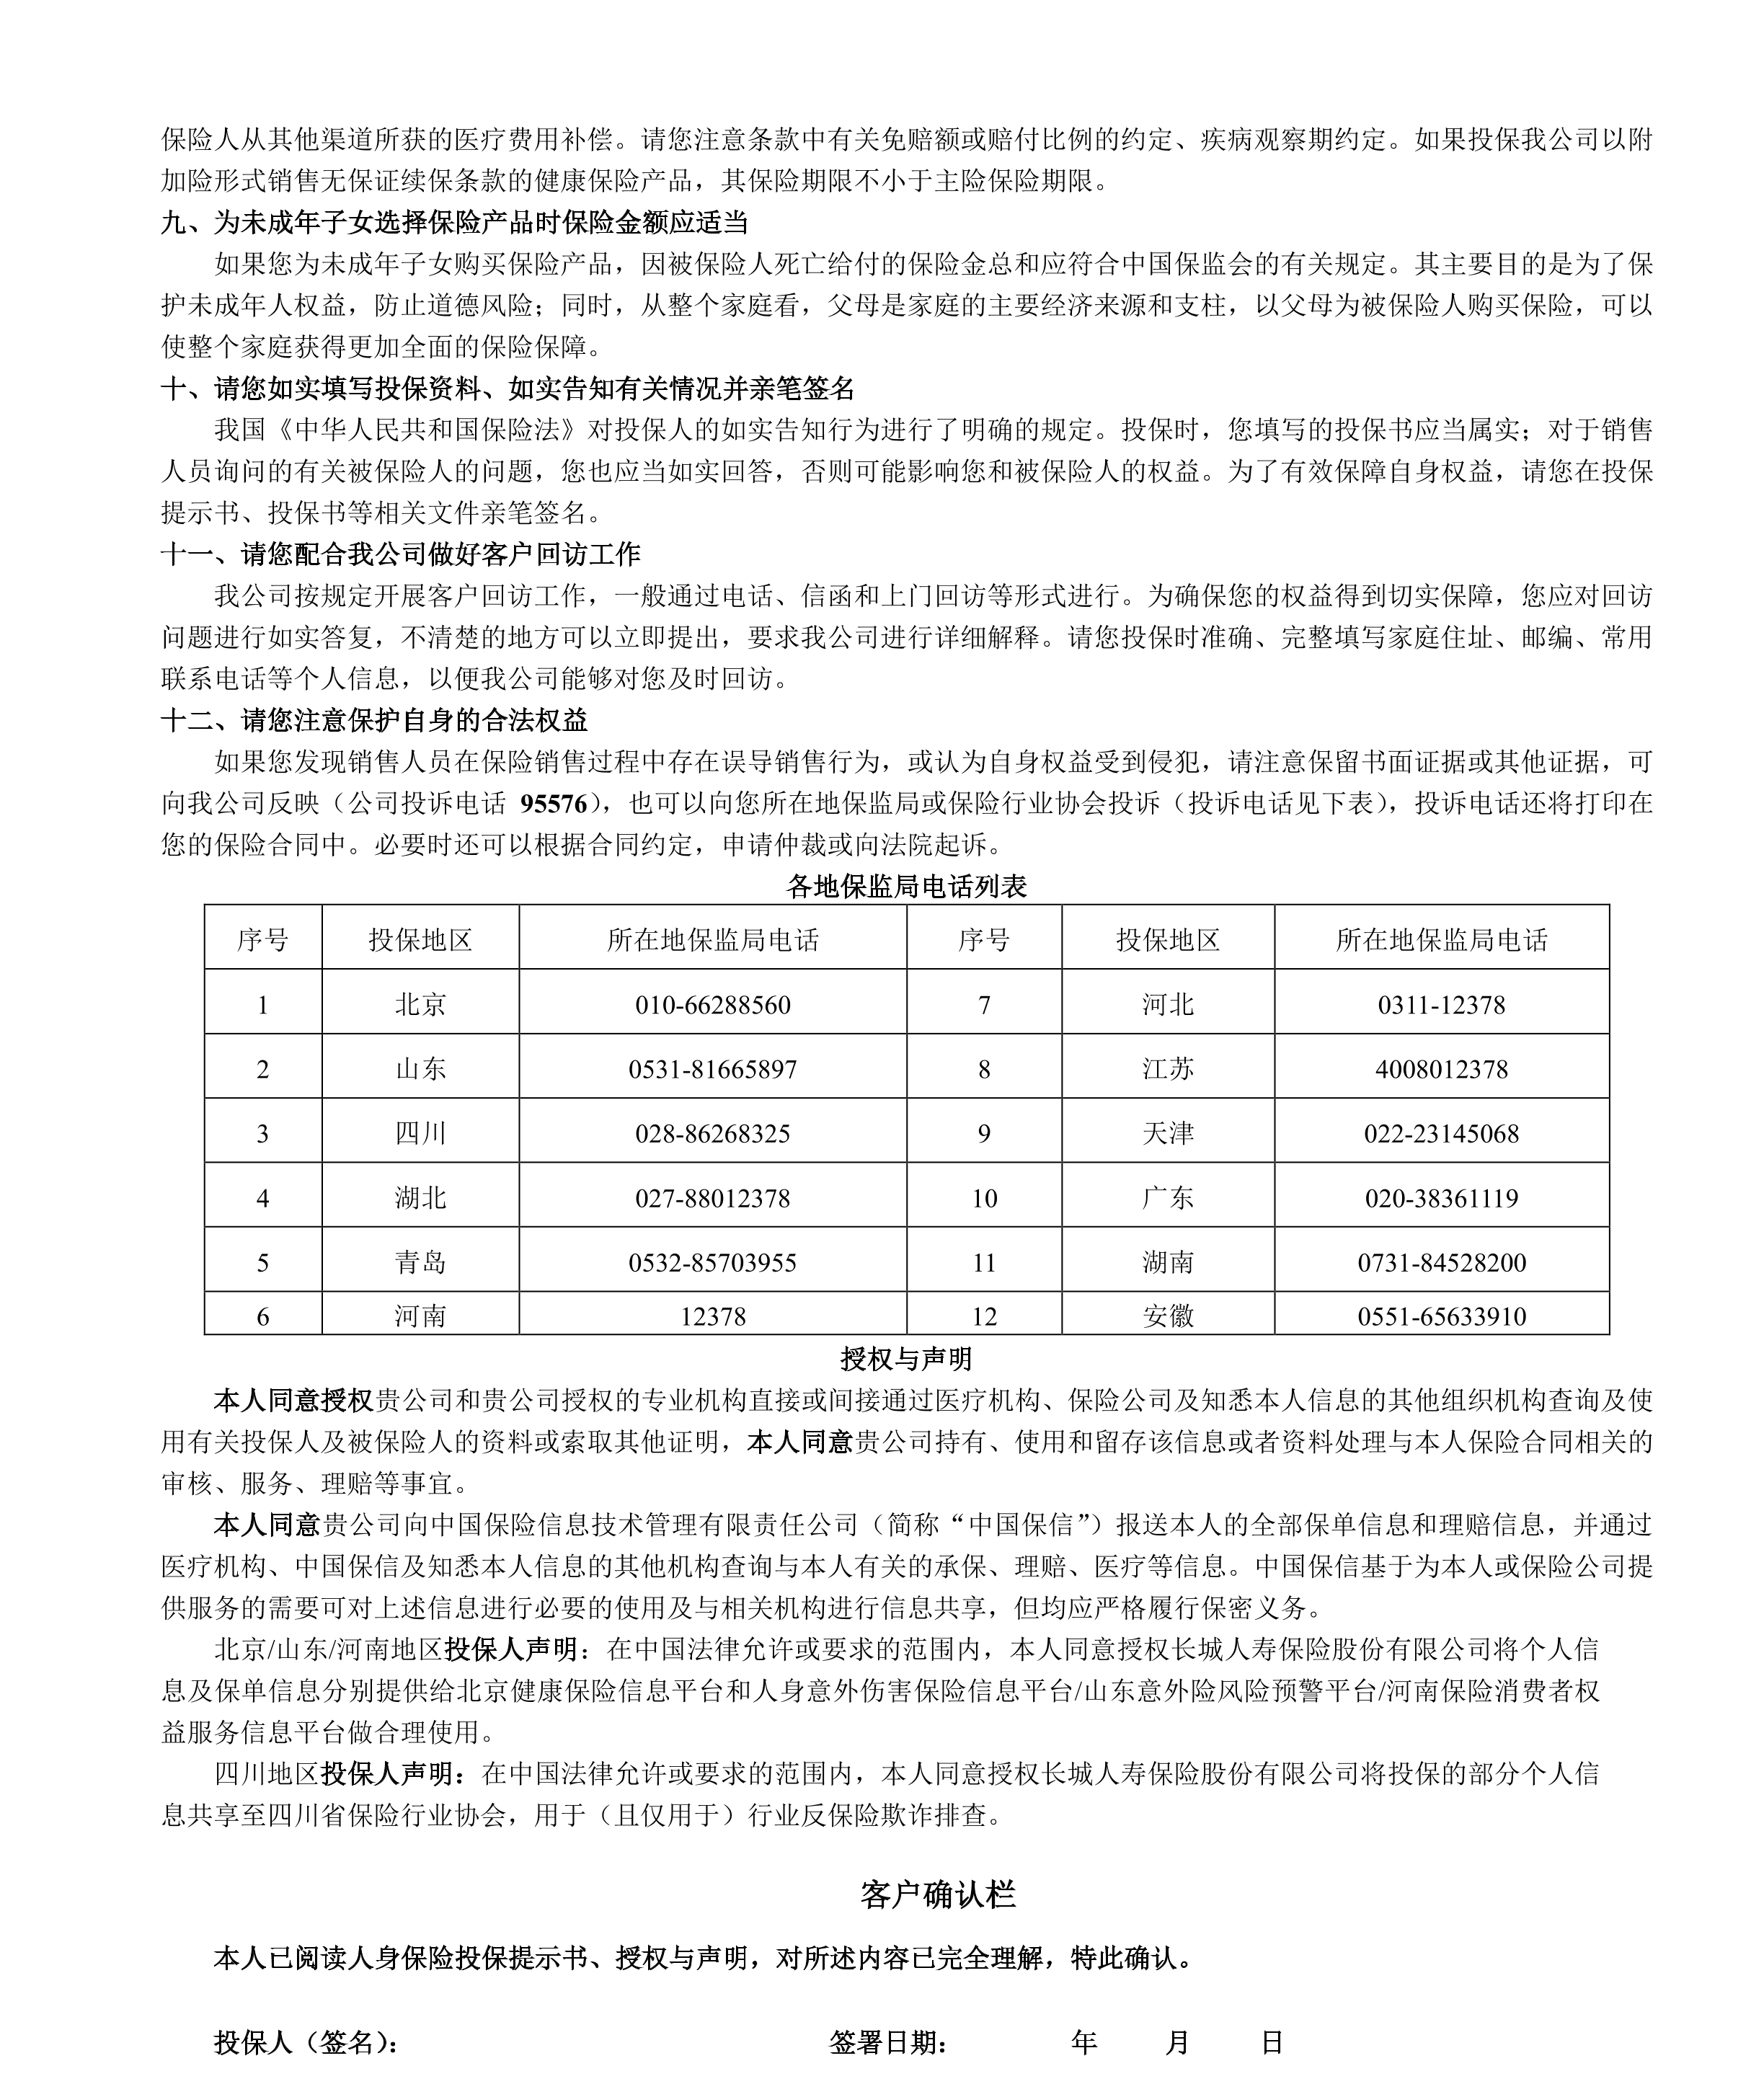 保险人从其他渠道所获的医疗费用补偿。请您注意条款中有关免赔额或赔付比例的约定、疾病观察期约定。如果投保我公司以附
加险形式销售无保证续保条款的健康保险产品，其保险期限不小于主险保险期限。
九、为未成年子女选择保险产品时保险金额应适当
如果您为未成年子女购买保险产品，因被保险人死亡给付的保险金总和应符合中国保监会的有关规定。其主要目的是为了保
护未成年人权益，防止道德风险；同时，从整个家庭看，父母是家庭的主要经济来源和支柱，以父母为被保险人购买保险，可以
使整个家庭获得更加全面的保险保障。
十、请您如实填写投保资料、如实告知有关情况并亲笔签名
我国《中华人民共和国保险法》对投保人的如实告知行为进行了明确的规定。投保时，您填写的投保书应当属实；对于销售
人员询问的有关被保险人的问题，您也应当如实回答，否则可能影响您和被保险人的权益。为了有效保障自身权益，请您在投保
提示书、投保书等相关文件亲笔签名。
十一、请您配合我公司做好客户回访工作
我公司按规定开展客户回访工作，一般通过电话、信函和上门回访等形式进行。为确保您的权益得到切实保障，您应对回访
问题进行如实答复，不清楚的地方可以立即提出，要求我公司进行详细解释。请您投保时准确、完整填写家庭住址、邮编、常用
联系电话等个人信息，以便我公司能够对您及时回访。
十二、请您注意保护自身的合法权益
如果您发现销售人员在保险销售过程中存在误导销售行为，或认为自身权益受到侵犯，请注意保留书面证据或其他证据，可
向我公司反映（公司投诉电话 95576），也可以向您所在地保监局或保险行业协会投诉（投诉电话见下表），投诉电话还将打印在
您的保险合同中。必要时还可以根据合同约定，申请仲裁或向法院起诉。
各地保监局电话列表
序号 投保地区 所在地保监局电话 序号 投保地区 所在地保监局电话
1 北京 010-66288560 7 河北 0311-12378
2 山东 0531-81665897 8 江苏 4008012378
3 四川 028-86268325 9 天津 022-23145068
4 湖北 027-88012378 10 广东 020-38361119
5 青岛 0532-85703955 11 湖南 0731-84528200
6 河南 12378 12 安徽 0551-65633910
授权与声明
本人同意授权贵公司和贵公司授权的专业机构直接或间接通过医疗机构、保险公司及知悉本人信息的其他组织机构查询及使
用有关投保人及被保险人的资料或索取其他证明，本人同意贵公司持有、使用和留存该信息或者资料处理与本人保险合同相关的
审核、服务、理赔等事宜。
本人同意贵公司向中国保险信息技术管理有限责任公司（简称“中国保信”）报送本人的全部保单信息和理赔信息，并通过
医疗机构、中国保信及知悉本人信息的其他机构查询与本人有关的承保、理赔、医疗等信息。中国保信基于为本人或保险公司提
供服务的需要可对上述信息进行必要的使用及与相关机构进行信息共享，但均应严格履行保密义务。
北京/山东/河南地区投保人声明：在中国法律允许或要求的范围内，本人同意授权长城人寿保险股份有限公司将个人信
息及保单信息分别提供给北京健康保险信息平台和人身意外伤害保险信息平台/山东意外险风险预警平台/河南保险消费者权
益服务信息平台做合理使用。
四川地区投保人声明：在中国法律允许或要求的范围内，本人同意授权长城人寿保险股份有限公司将投保的部分个人信
息共享至四川省保险行业协会，用于（且仅用于）行业反保险欺诈排查。
客户确认栏
本人已阅读人身保险投保提示书、授权与声明，对所述内容已完全理解，特此确认。
投保人（签名）： 签署日期： 年 月 日